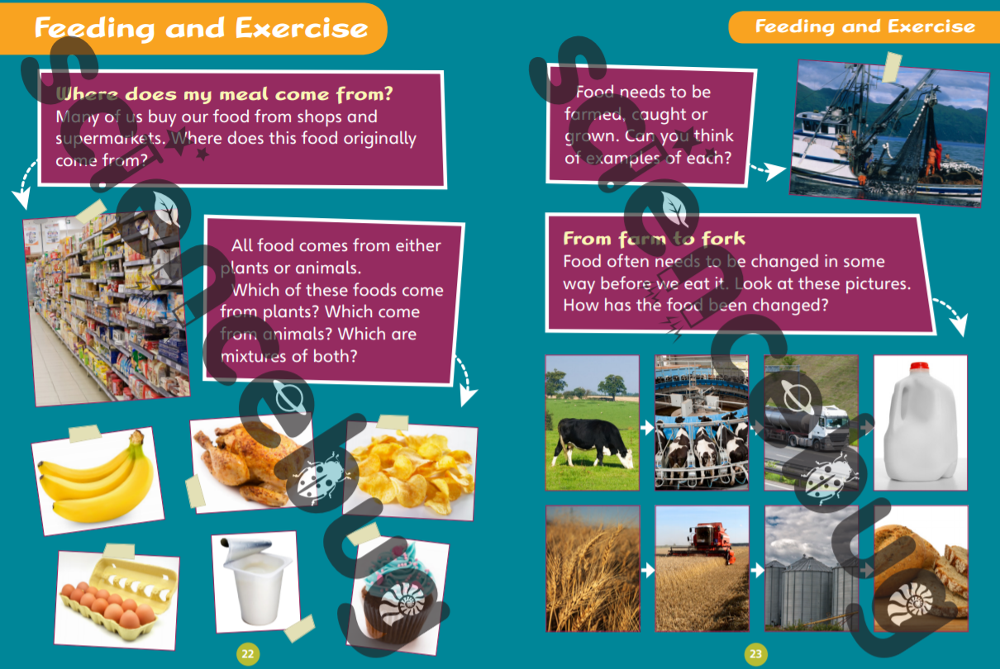 Feeding and Exercise
Where does my meal come from?
Many of us buy our food from shops and
supermarkets. Where does this food originally
come from?
All food comes from either
plants or animals.
Which of these foods come
from plants? Which come
from animals? Which are
mixtures of both?
22
Feeding and Exercise
Food needs to be
farmed, caught or
grown. Can you think
of examples of each?
From farm to fork
Food often needs to be changed in some
way before we eat it. Look at these pictures.
How has the food been changed?
23
sciencebug
sciencebug